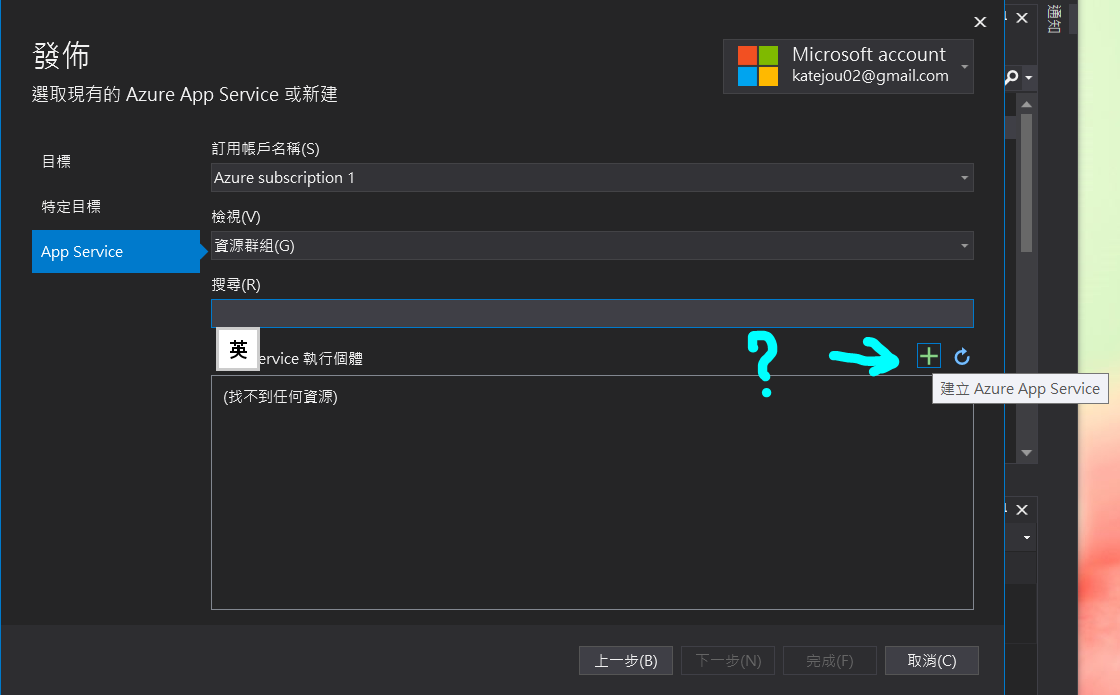 通知
發佈
Microsoft account
katejou02@gmail.com
選取現有的 Azure App Service 或新建
目標
特定目標
App Service
訂用帳戶名稱(S)
Azure subscription 1
檢視(V)
資源群組(G)
搜尋(R)
英
ervice 執行個體
?
建立 Azure App Service
(找不到任何資源)
上一步(B)
下一步(N)
完成(F)
取消(C)